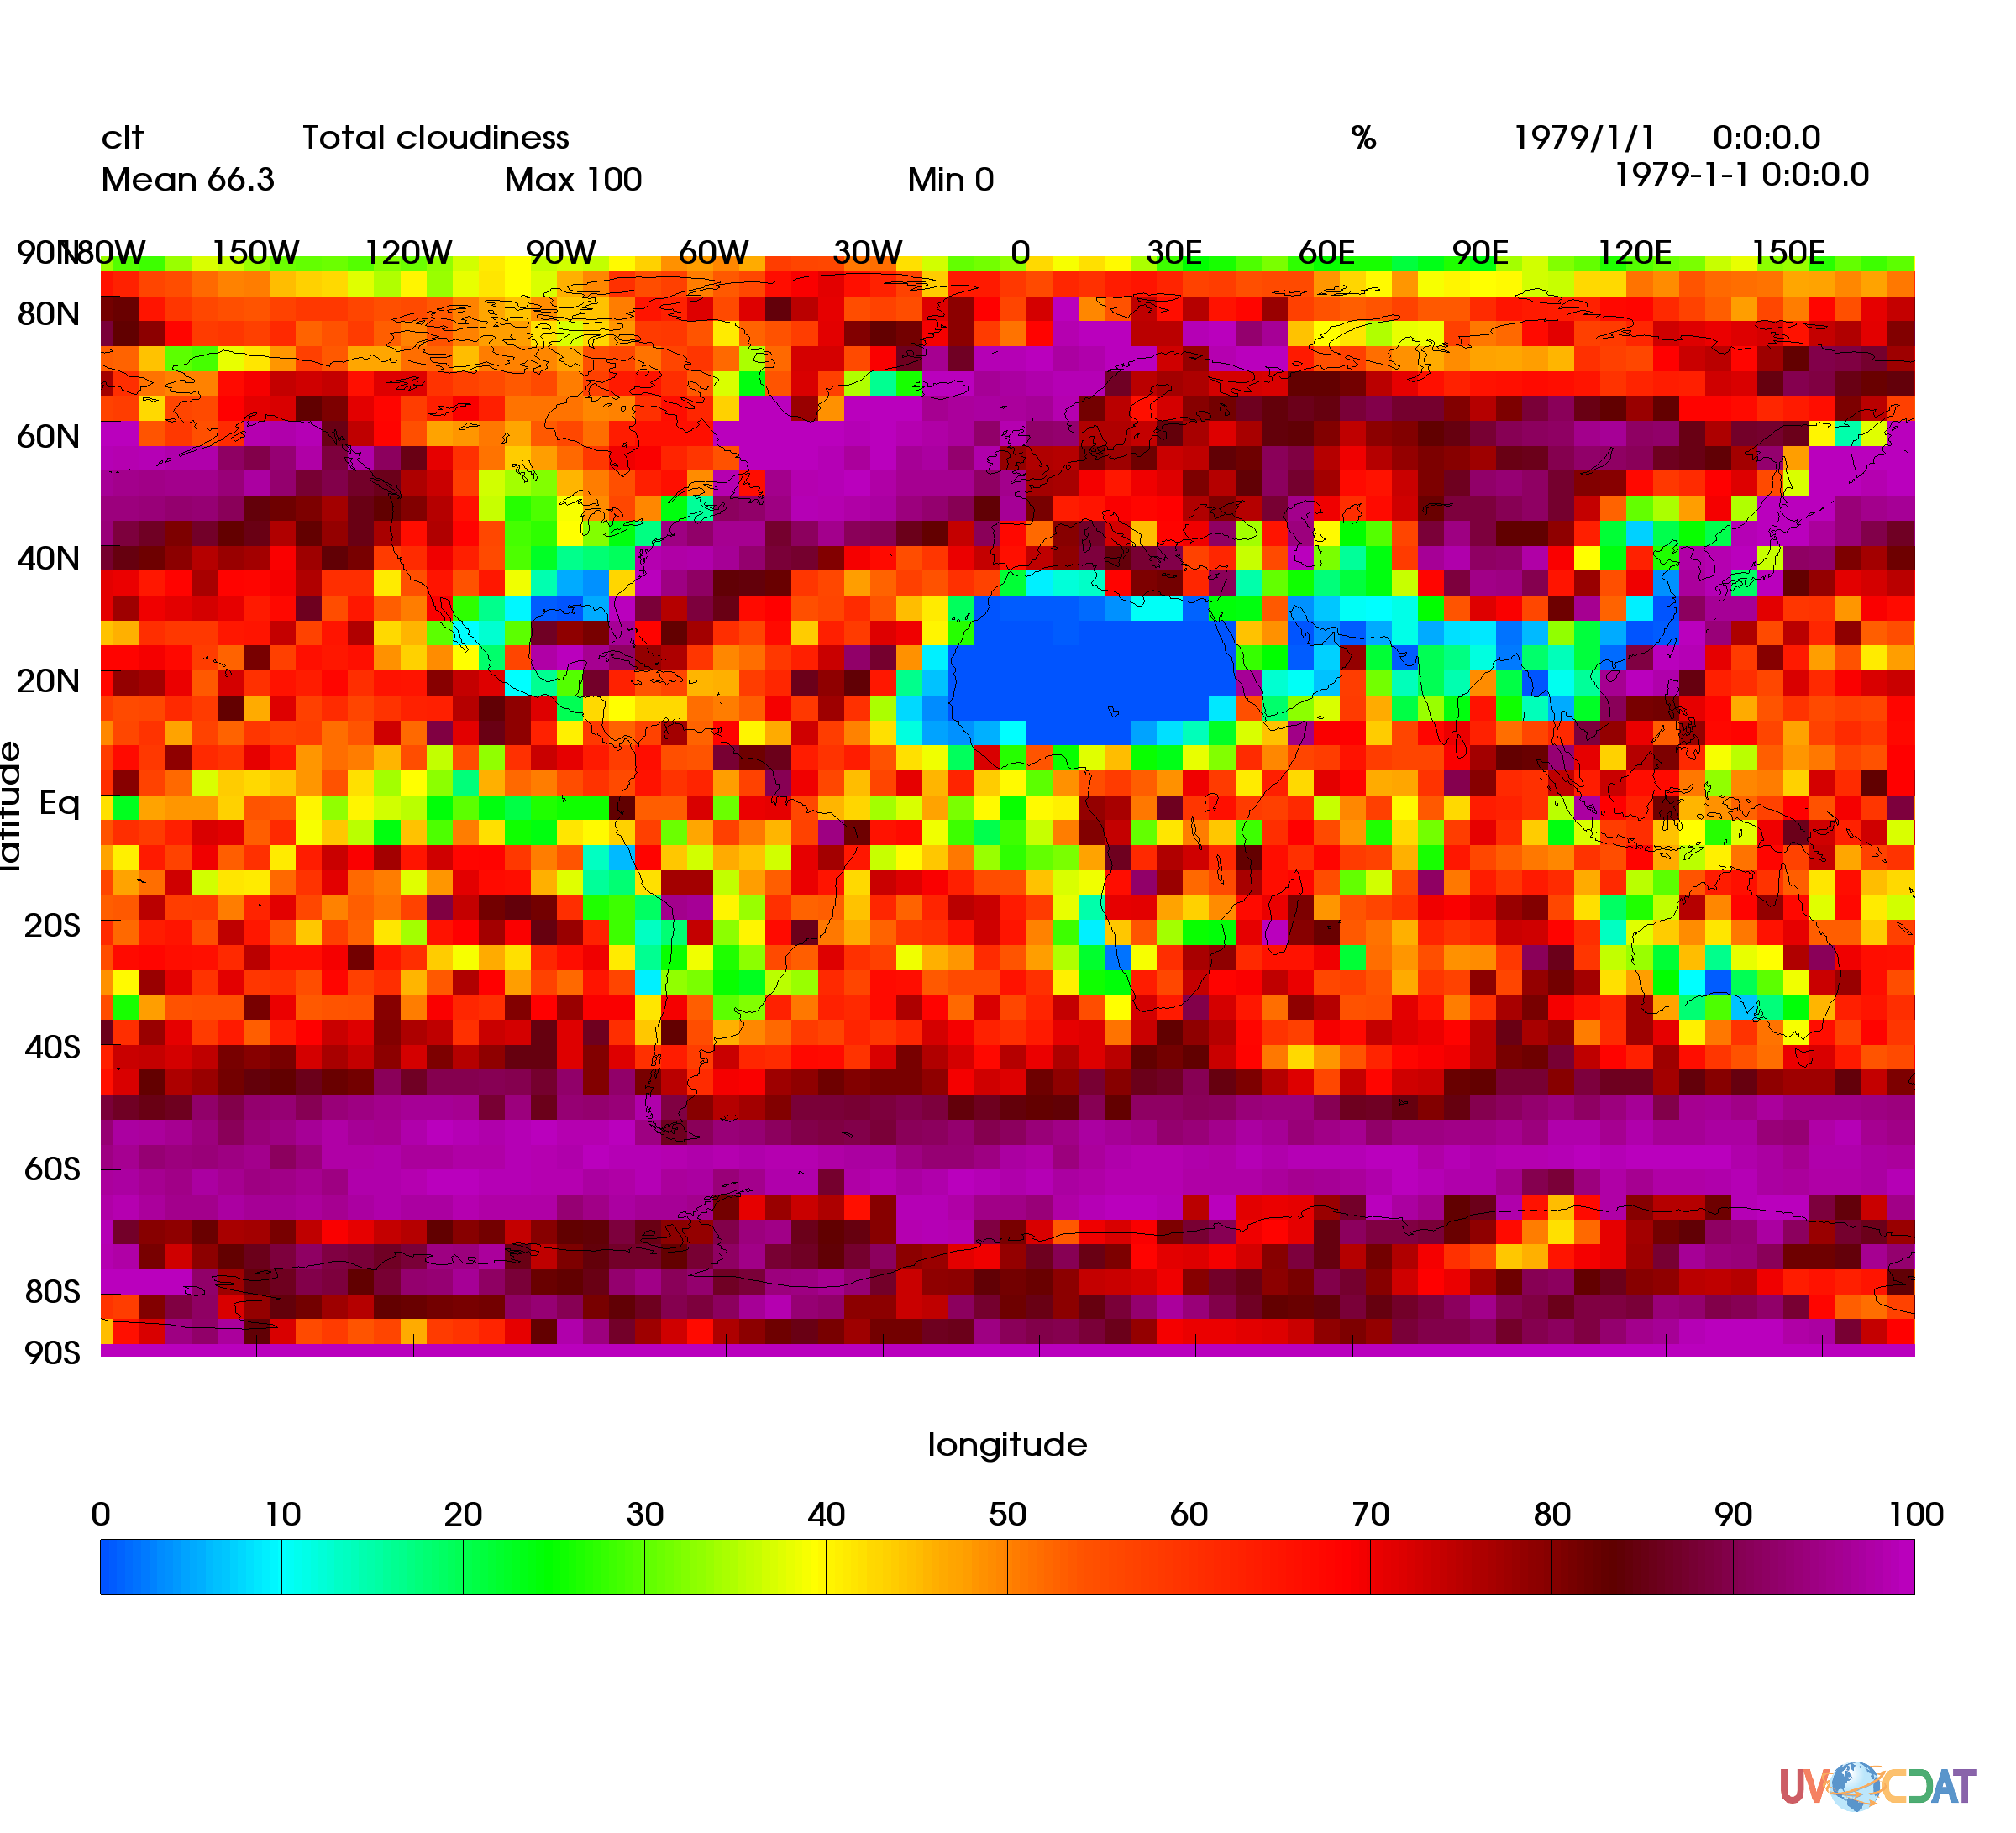 clt Total cloudiness % 1979/1/1 0:0:0.0
Mean 66.3 Max 100 Min 0 1979-1-1 0:0:0.0
180W 150W 120W 90W 60W 30W 0 30E 60E 90E 120E 150E
90N
80N
60N
40N
20N
latitude
Eq
20S
40S
60S
80S
90S
longitude
0 10 20 30 40 50 60 70 80 90 100
UVCDAT